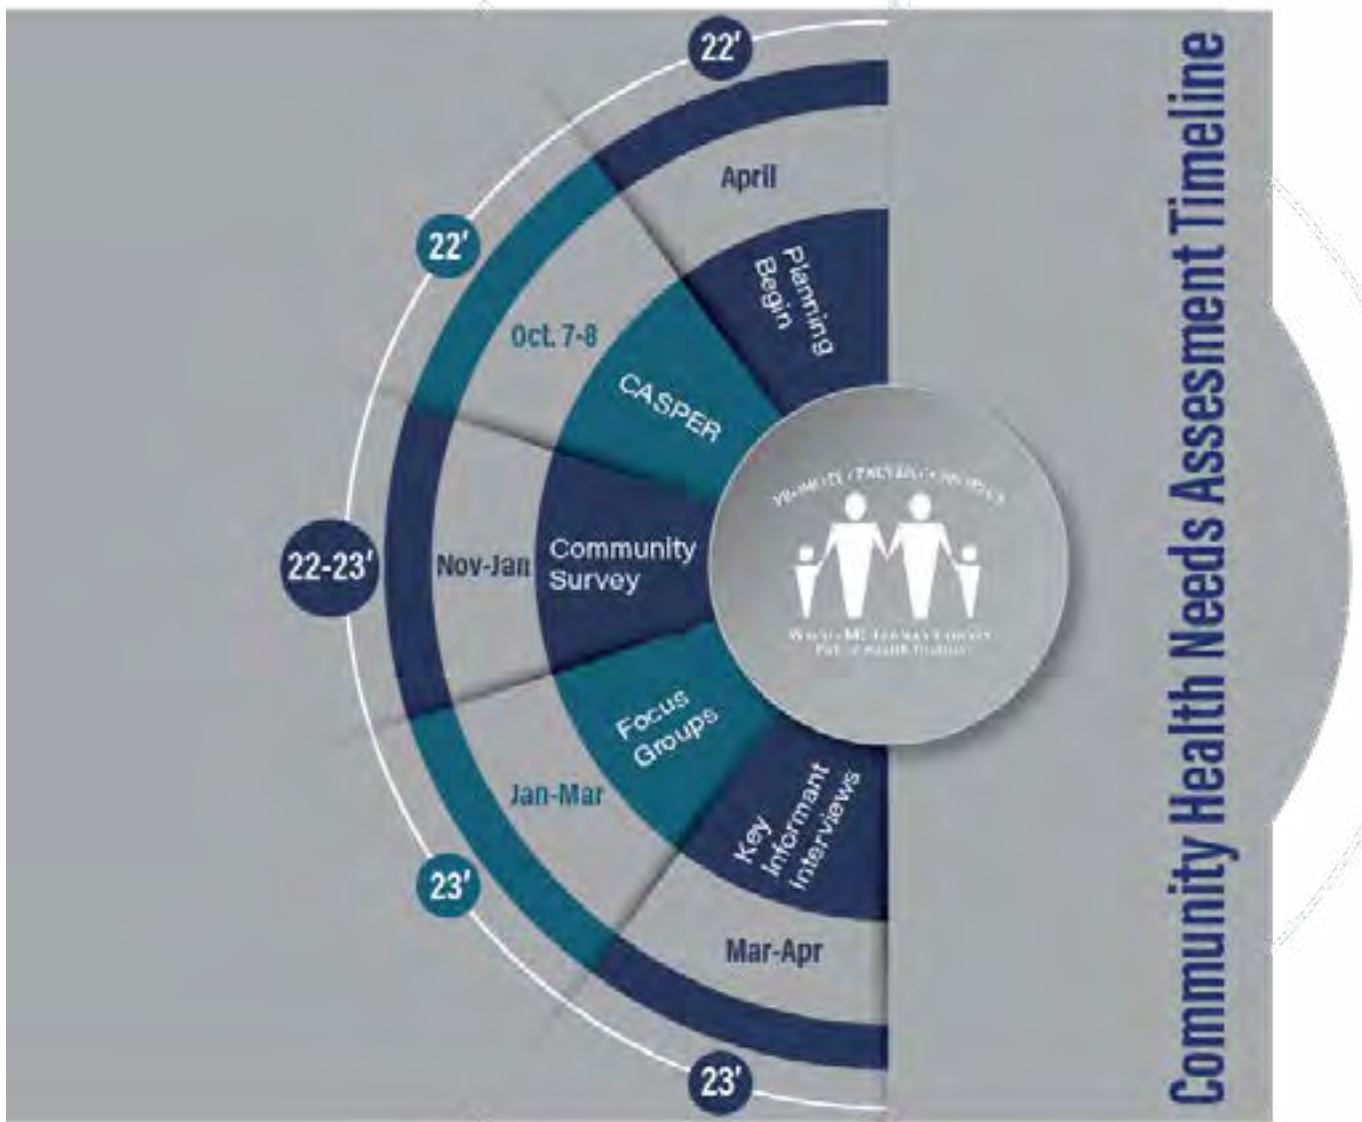 Community Health Needs Assessment Timeline
22'
April
Planning
Begin
22'
Oct. 7-8
CASPER
22-23'
Nov-Jan
Community
Survey
23'
Jan-Mar
Focus
Groups
23'
Mar-Apr
Key
Informant
Interviews